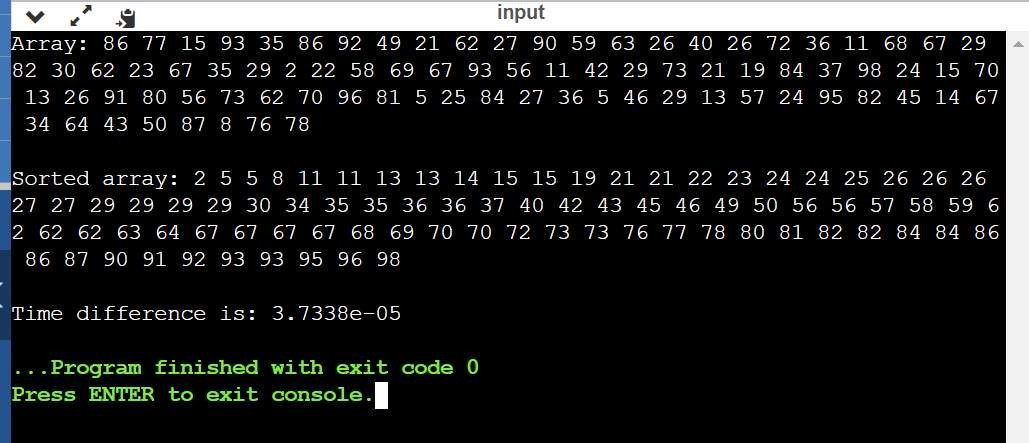 input
Array: 86 77 15 93 35 86 92 49 21 62 27 90 59 63 26 40 26 72 36 11 68 67 29
82 30 62 23 67 35 29 2 22 58 69 67 93 56 11 42 29 73 21 19 84 37 98 24 15 70
13 26 91 80 56 73 62 70 96 81 5 25 84 27 36 5 46 29 13 57 24 95 82 45 14 67
34 64 43 50 87 8 76 78
Sorted array: 2 5 5 8 11 11 13 13 14 15 15 19 21 21 22 23 24 24 25 26 26 26
27 27 29 29 29 29 30 34 35 35 36 36 37 40 42 43 45 46 49 50 56 56 57 58 59 6
2 62 62 63 64 67 67 67 67 68 69 70 70 72 73 73 76 77 78 80 81 82 82 84 84 86
86 87 90 91 92 93 93 95 96 98
Time difference is: 3.7338e-05
...Program finished with exit code 0
Press ENTER to exit console.